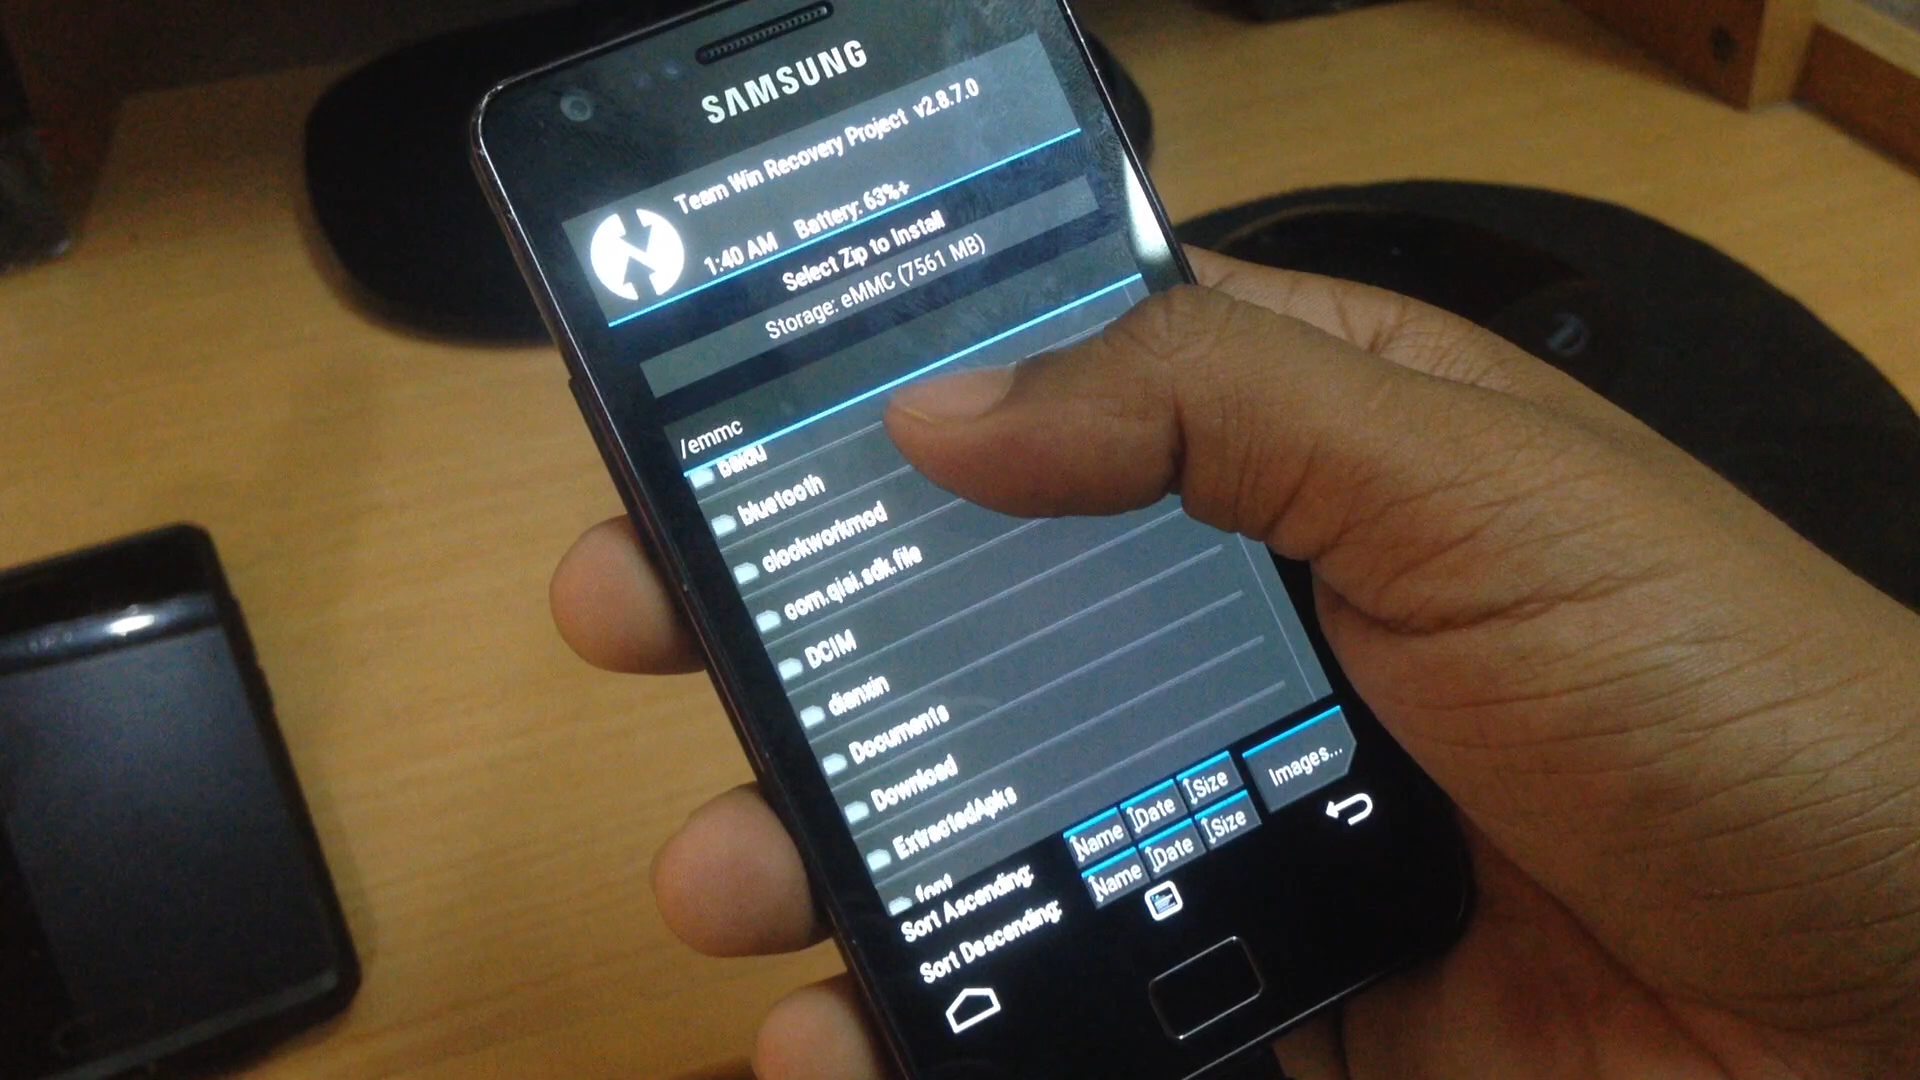 SAMSUNG
Team Win Recovery Project v2.8.7.0
1:40 AM Battery: 63%+
Select Zip to Install
Storage: eMMC (7561 MB)
/emmc
baidu
bluetooth
clockworkmod
com.qisi.sdk.file
DCIM
dianxin
Documents
Download
ExtractedApks
font
Sort Ascending: Name Date Size
Sort Descending: Name Date Size
Images...